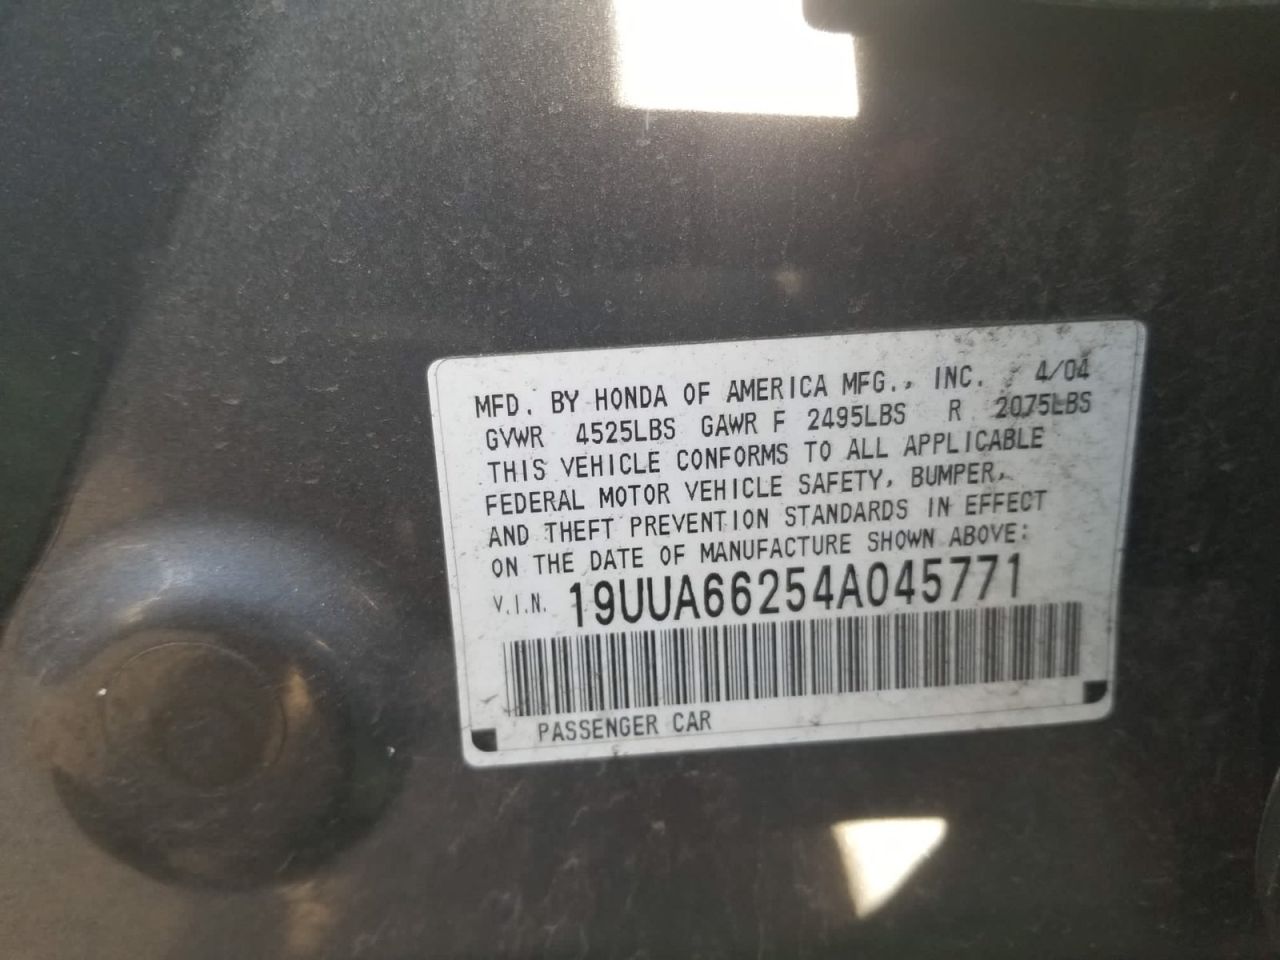 MFD. BY HONDA OF AMERICA MFG., INC. 4/04
GVWR 4525LBS GAWR F 2495LBS R 2075LBS
THIS VEHICLE CONFORMS TO ALL APPLICABLE
FEDERAL MOTOR VEHICLE SAFETY, BUMPER,
AND THEFT PREVENTION STANDARDS IN EFFECT
ON THE DATE OF MANUFACTURE SHOWN ABOVE:
V.I.N. 19UUA66254A045771
PASSENGER CAR